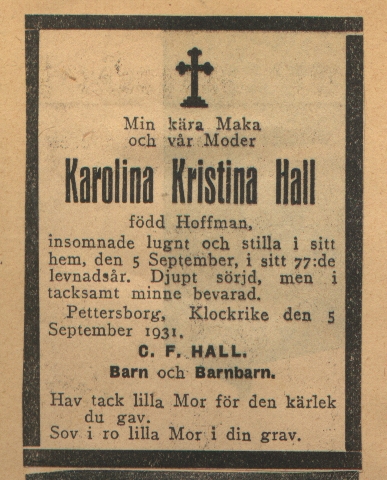 Min kära Maka
och vår Moder
Karolina Kristina Hall
född Hoffman,
insomnade lugnt och stilla i sitt
hem, den 5 September, i sitt 77:de
levnadsår. Djupt sörjd, men i
tacksamt minne bevarad.
Pettersborg, Klockrike den 5
September 1931.
C. F. HALL.
Barn och Barnbarn.
Hav tack lilla Mor för den kärlek
du gav.
Sov i ro lilla Mor i din grav.